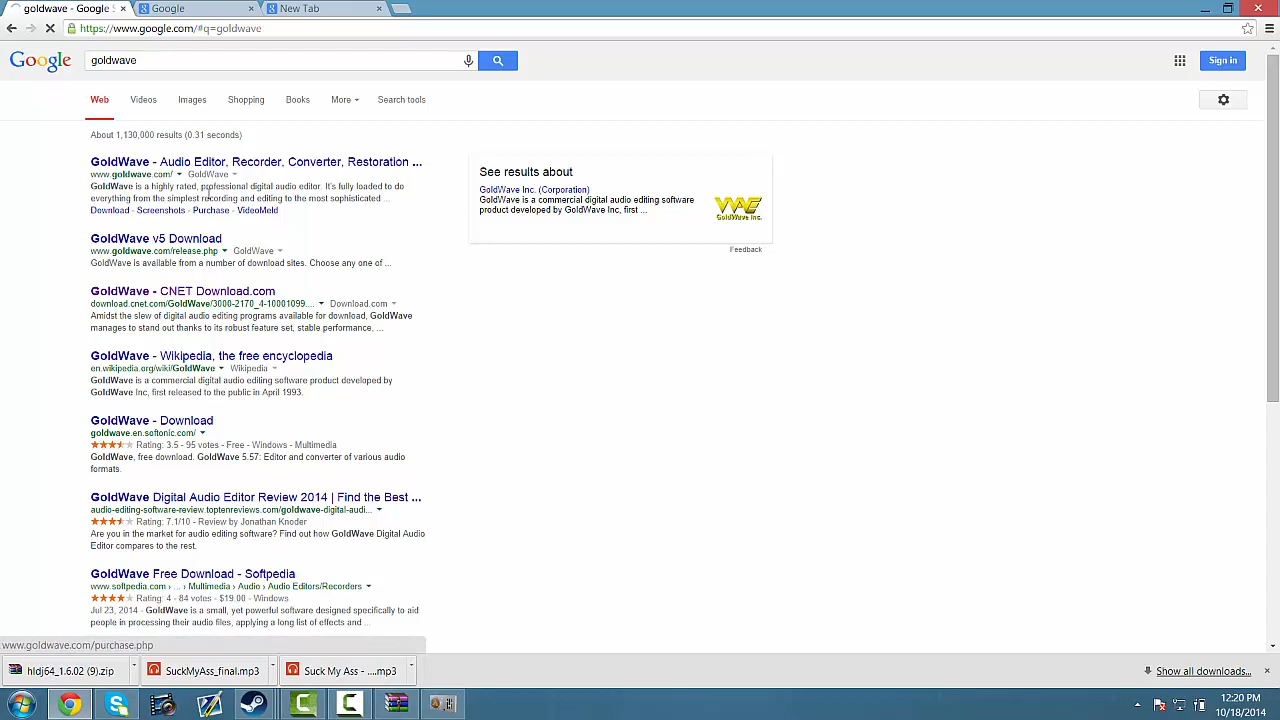 goldwave - Google S
Google
New Tab
https://www.google.com/#q=goldwave
Google
goldwave
Sign in
Web
Videos
Images
Shopping
Books
More
Search tools
About 1,130,000 results (0.31 seconds)
GoldWave - Audio Editor, Recorder, Converter, Restoration ...
www.goldwave.com/ GoldWave
GoldWave is a highly rated, professional digital audio editor. It's fully loaded to do
everything from the simplest recording and editing to the most sophisticated ...
Download - Screenshots - Purchase - VideoMeld
GoldWave v5 Download
www.goldwave.com/release.php GoldWave
GoldWave is available from a number of download sites. Choose any one of ...
GoldWave - CNET Download.com
download.cnet.com/GoldWave/3000-2170_4-10001099.... Download.com
Amidst the slew of digital audio editing programs available for download, GoldWave
manages to stand out thanks to its robust feature set, stable performance, ...
GoldWave - Wikipedia, the free encyclopedia
en.wikipedia.org/wiki/GoldWave Wikipedia
GoldWave is a commercial digital audio editing software product developed by
GoldWave Inc, first released to the public in April 1993.
GoldWave - Download
goldwave.en.softonic.com/
Rating: 3.5 - 95 votes - Free - Windows - Multimedia
GoldWave, free download. GoldWave 5.57: Editor and converter of various audio
formats.
GoldWave Digital Audio Editor Review 2014 | Find the Best ...
audio-editing-software-review.toptenreviews.com/goldwave-digital-audi...
Rating: 7.1/10 - Review by Jonathan Knoder
Are you in the market for audio editing software? Find out how GoldWave Digital Audio
Editor compares to the rest.
GoldWave Free Download - Softpedia
www.softpedia.com › ... › Multimedia › Audio › Audio Editors/Recorders
Rating: 4 - 84 votes - $19.00 - Windows
Jul 23, 2014 - GoldWave is a small, yet powerful software designed specifically to aid
people in processing their audio files, applying a long list of effects and ...
See results about
GoldWave Inc. (Corporation)
GoldWave is a commercial digital audio editing software
product developed by GoldWave Inc, first ...
WAVE
GoldWave Inc.
Feedback
www.goldwave.com/purchase.php
hldj64_1.6.02 (9).zip
SuckMyAss_final.mp3
Suck My Ass - ....mp3
Show all downloads...
12:20 PM
10/18/2014